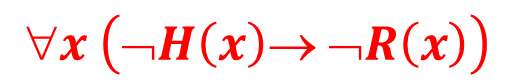 ∀x (¬H(x)→ ¬R(x))